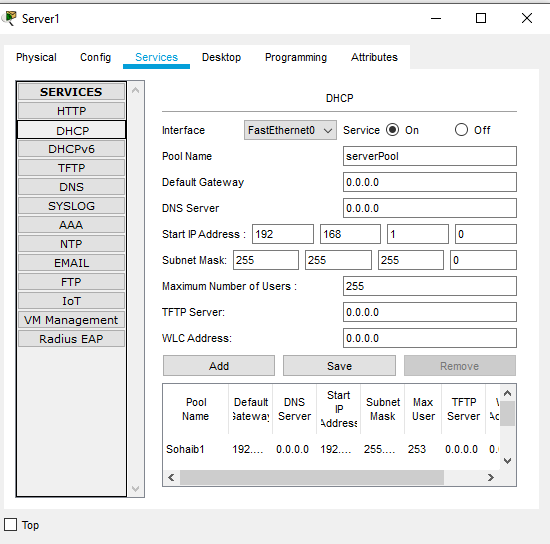 Server1
Physical Config Services Desktop Programming Attributes
SERVICES
HTTP
DHCP
DHCPv6
TFTP
DNS
SYSLOG
AAA
NTP
EMAIL
FTP
IoT
VM Management
Radius EAP
DHCP
Interface FastEthernet0 Service On Off
Pool Name serverPool
Default Gateway 0.0.0.0
DNS Server 0.0.0.0
Start IP Address : 192 168 1 0
Subnet Mask: 255 255 255 0
Maximum Number of Users : 255
TFTP Server: 0.0.0.0
WLC Address: 0.0.0.0
Add Save Remove
Pool Name Default Gateway DNS Server Start IP Address Subnet Mask Max User TFTP Server
Sohaib1 192.... 0.0.0.0 192.... 255.... 253 0.0.0.0 0.0
Top